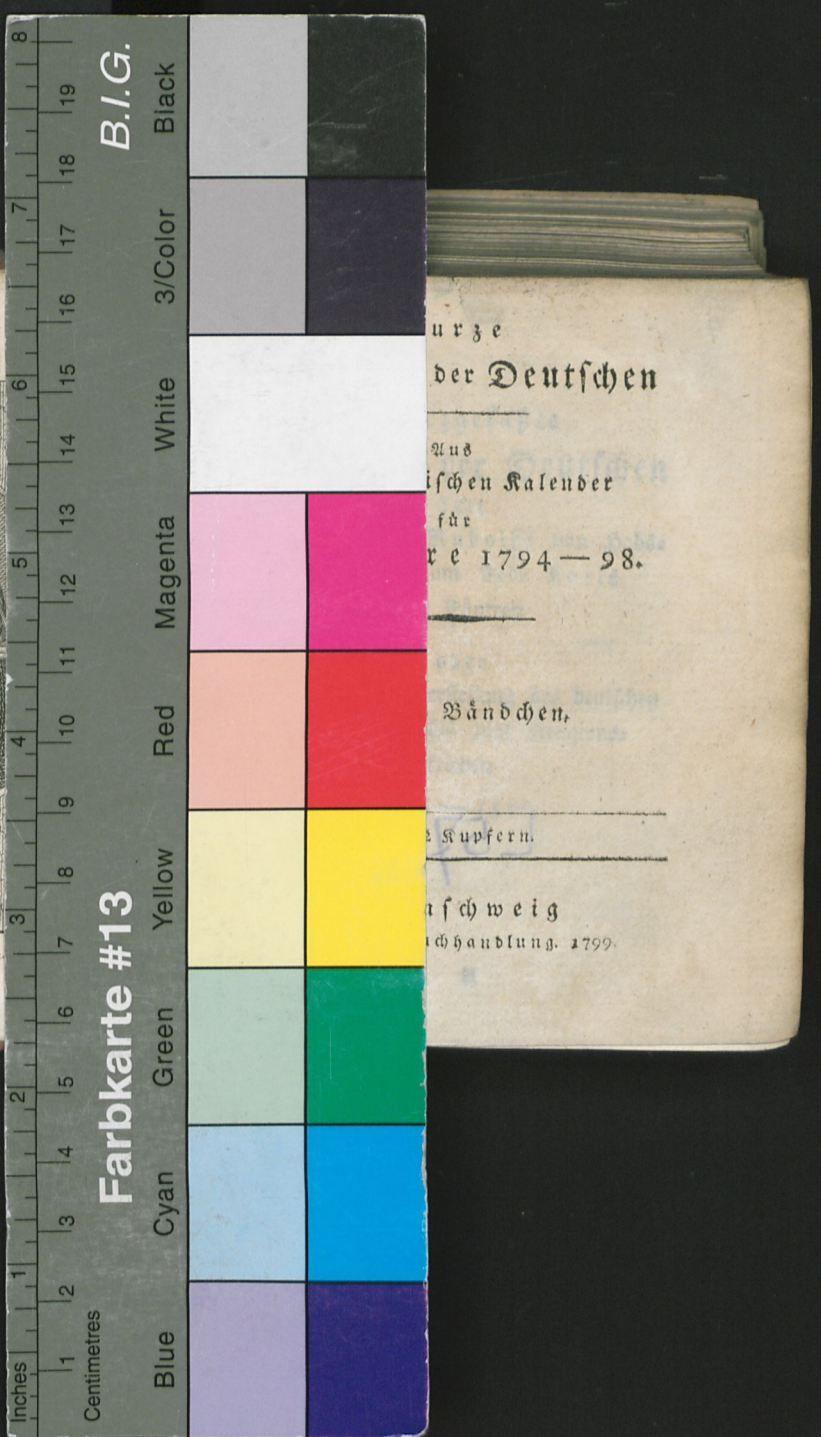 B.I.G.
Farbkarte #13
Black
3/Color
White
Magenta
Red
Yellow
Green
Cyan
Blue
8
7
6
5
4
3
2
1
Inches
19
18
17
16
15
14
13
12
11
10
9
8
7
6
5
4
3
2
1
Centimetres
urze
der Deutſchen
Aus
iſchen Kalender
für
re 1794 — 98.
Bändchen.
Kupfern.
ſchweig
chhandlung. 1799.